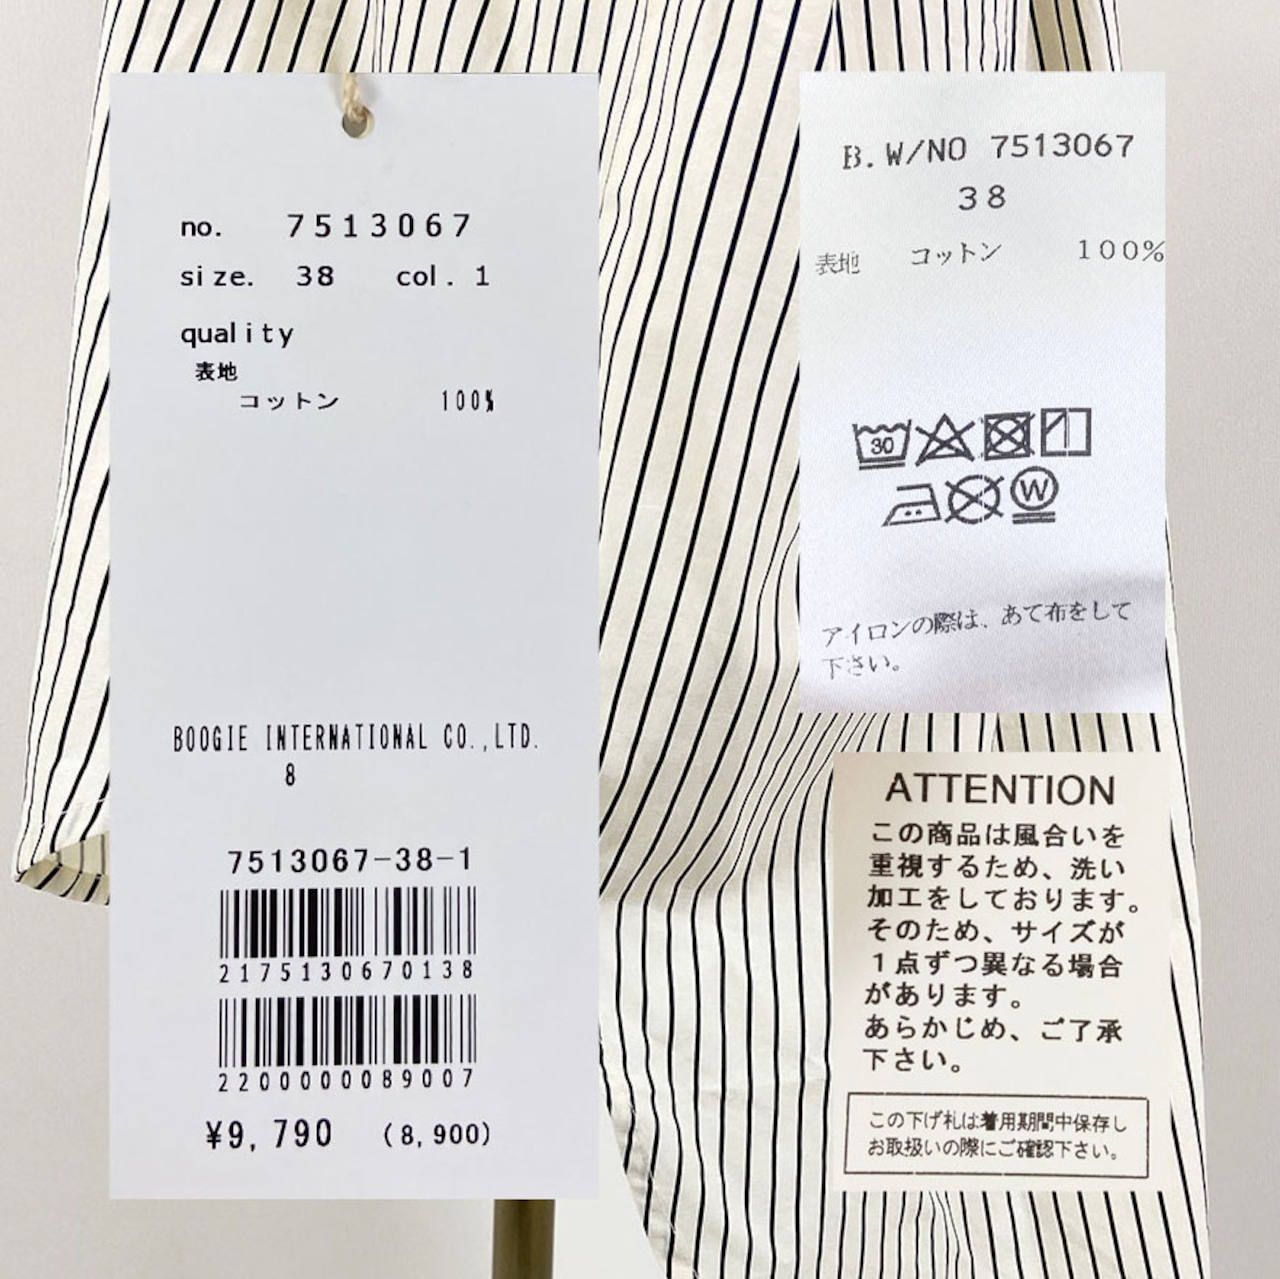 no. 7513067
size. 38 col. 1
quality
表地
コットン 100%
BOOGIE INTERNATIONAL CO.,LTD.
8
7513067-38-1
2175130670138
2200000089007
¥9,790 (8,900)
B.W/NO 7513067
38
表地 コットン 100%
30
W
アイロンの際は、あて布をして
下さい。
ATTENTION
この商品は風合いを
重視するため、洗い
加工をしております。
そのため、サイズが
1点ずつ異なる場合
があります。
あらかじめ、ご了承
下さい。
この下げ札は着用期間中保存し
お取扱いの際にご確認下さい。